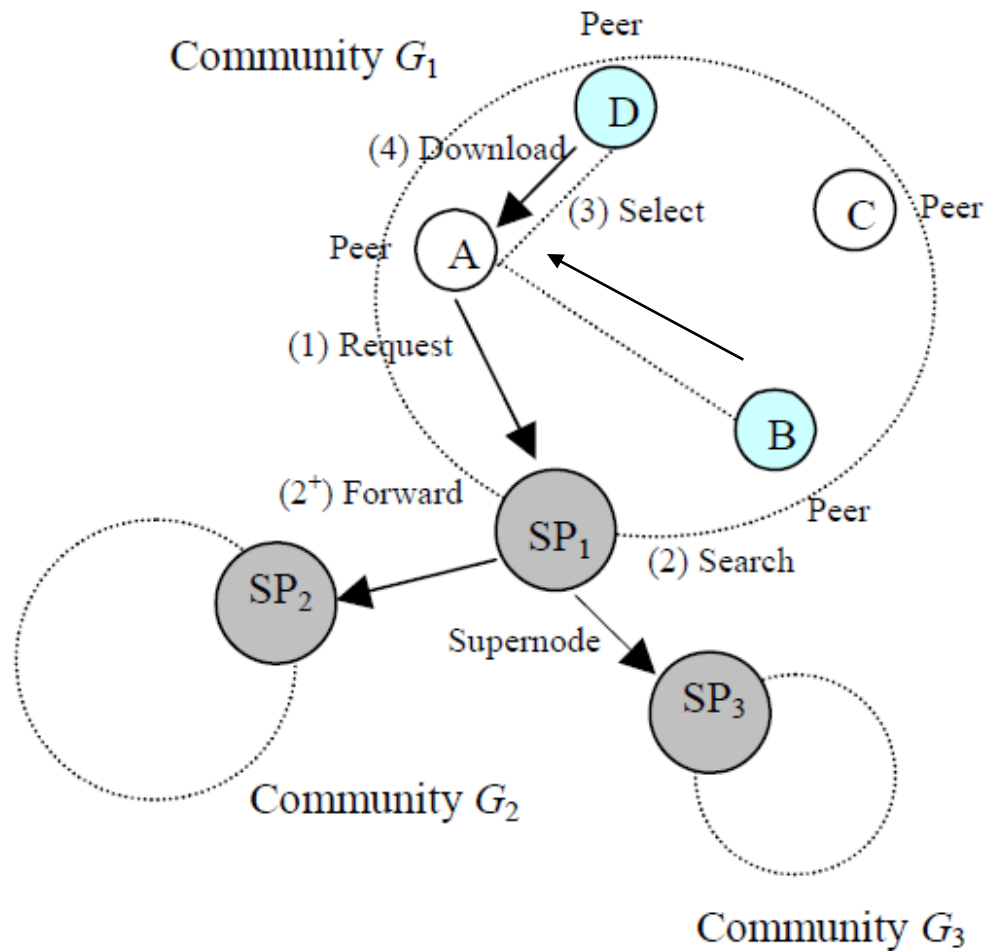 Peer
Community G₁
D
(4) Download
(3) Select
C
Peer
Peer
A
(1) Request
B
(2⁺) Forward
Peer
SP₁
(2) Search
SP₂
Supernode
SP₃
Community G₂
Community G₃